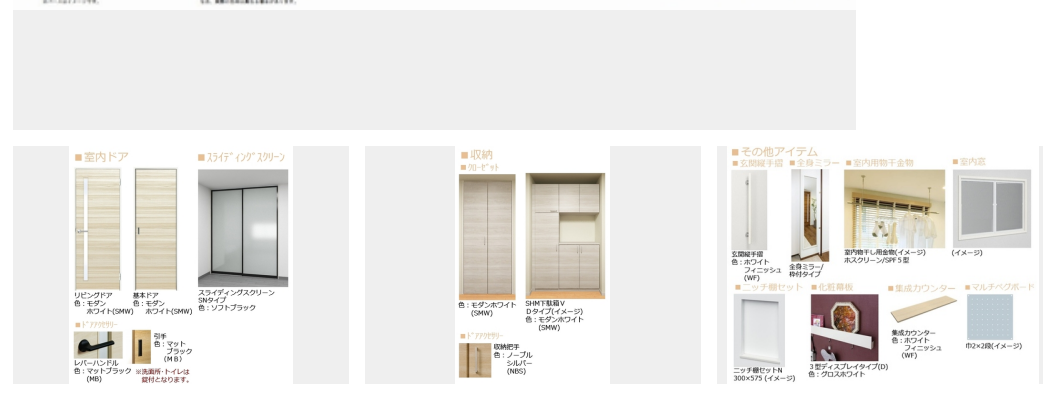 ■室内ドア
■スライディングスクリーン
リビングドア
色：モダン
ホワイト(SMW)
基本ドア
色：モダン
ホワイト(SMW)
スライディングスクリーン
SNタイプ
色：ソフトブラック
■ドアアクセサリー
レバーハンドル
色：マットブラック
(MB)
引手
色：マット
ブラック
(MB)
※洗面所・トイレは
錠付となります。
■収納
■クローゼット
色：モダンホワイト
(SMW)
SHM下駄箱Ⅴ
Dタイプ(イメージ)
色：モダンホワイト
(SMW)
■ドアアクセサリー
収納把手
色：ノーブル
シルバー
(NBS)
■その他アイテム
■玄関縦手摺
■全身ミラー
■室内用物干金物
■室内窓
玄関縦手摺
色：ホワイト
フィニッシュ
(WF)
全身ミラー/
枠付タイプ
室内物干し用金物(イメージ)
ホスクリーン/SPF5型
(イメージ)
■ニッチ棚セット
■化粧幕板
■集成カウンター
■マルチペグボード
ニッチ棚セットN
300×575 (イメージ)
3型ディスプレイタイプ(D)
色：グロスホワイト
集成カウンター
色：ホワイト
フィニッシュ
(WF)
巾2×2段(イメージ)